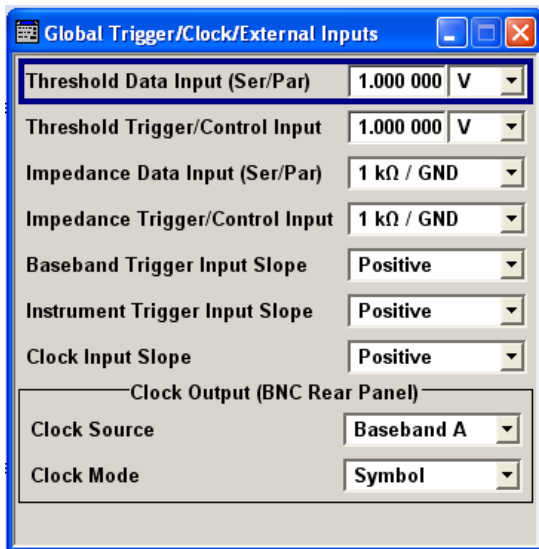 Global Trigger/Clock/External Inputs
Threshold Data Input (Ser/Par) 1.000 000 V
Threshold Trigger/Control Input 1.000 000 V
Impedance Data Input (Ser/Par) 1 kΩ / GND
Impedance Trigger/Control Input 1 kΩ / GND
Baseband Trigger Input Slope Positive
Instrument Trigger Input Slope Positive
Clock Input Slope Positive
Clock Output (BNC Rear Panel)
Clock Source Baseband A
Clock Mode Symbol